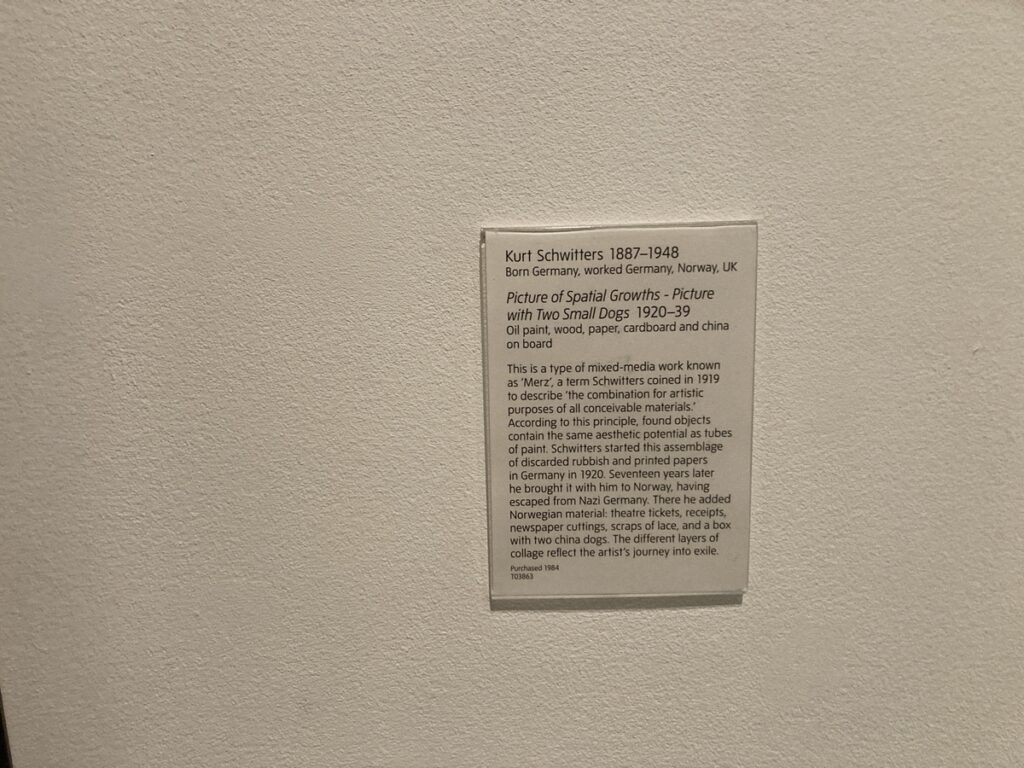 Kurt Schwitters 1887–1948
Born Germany, worked Germany, Norway, UK
Picture of Spatial Growths - Picture
with Two Small Dogs 1920–39
Oil paint, wood, paper, cardboard and china
on board
This is a type of mixed-media work known
as ‘Merz’, a term Schwitters coined in 1919
to describe ‘the combination for artistic
purposes of all conceivable materials.’
According to this principle, found objects
contain the same aesthetic potential as tubes
of paint. Schwitters started this assemblage
of discarded rubbish and printed papers
in Germany in 1920. Seventeen years later
he brought it with him to Norway, having
escaped from Nazi Germany. There he added
Norwegian material: theatre tickets, receipts,
newspaper cuttings, scraps of lace, and a box
with two china dogs. The different layers of
collage reflect the artist’s journey into exile.
Purchased 1984
T03863